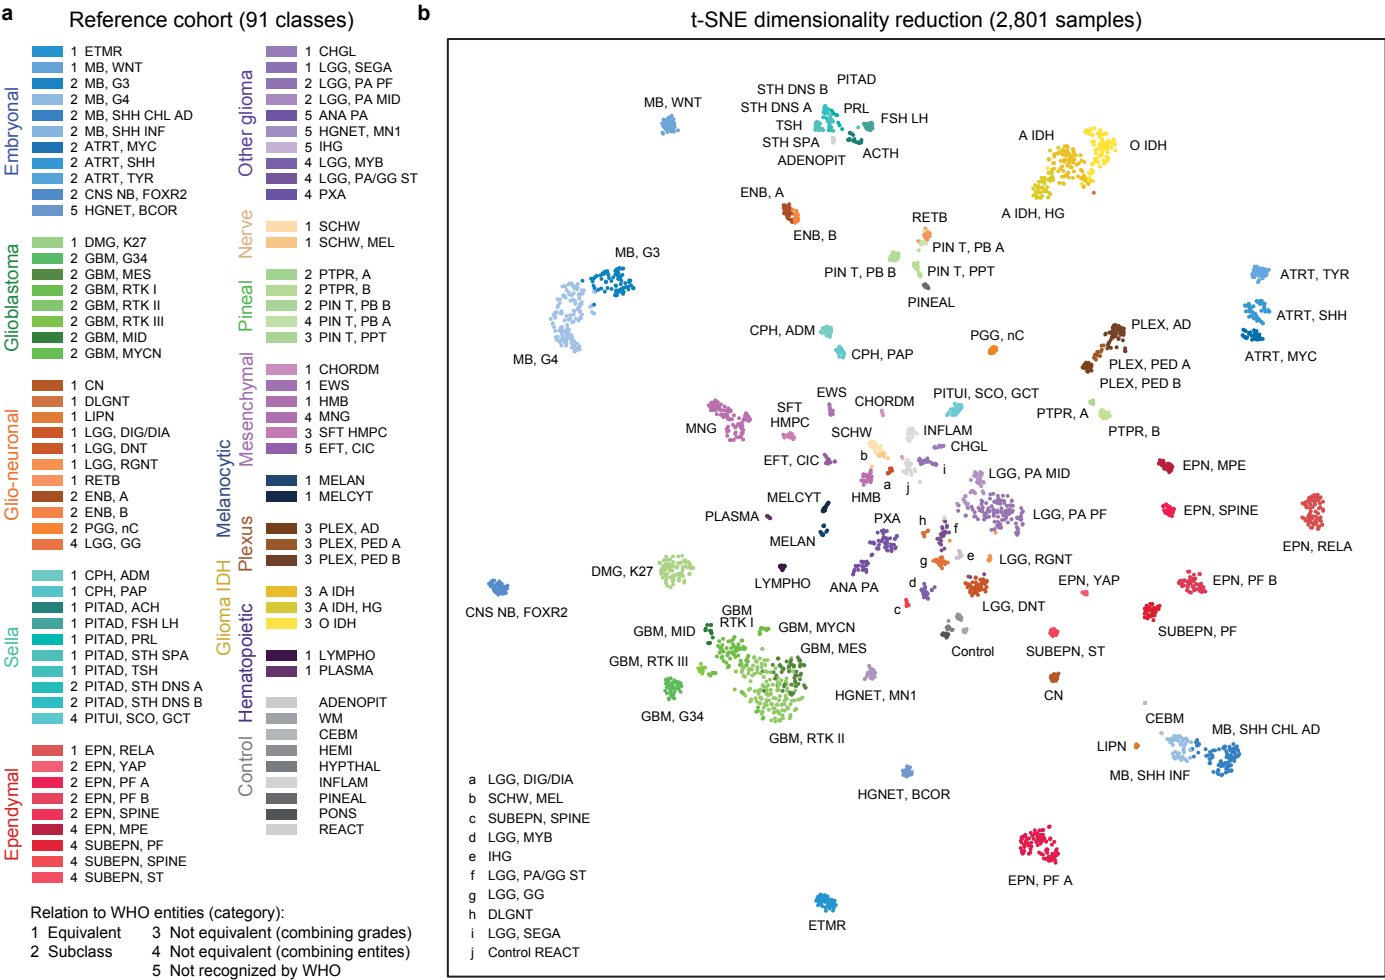 a
Reference cohort (91 classes)
Embryonal
1 ETMR
1 MB, WNT
2 MB, G3
2 MB, G4
2 MB, SHH CHL AD
2 MB, SHH INF
2 ATRT, MYC
2 ATRT, SHH
2 ATRT, TYR
2 CNS NB, FOXR2
5 HGNET, BCOR
Glioblastoma
1 DMG, K27
2 GBM, G34
2 GBM, MES
2 GBM, RTK I
2 GBM, RTK II
2 GBM, RTK III
2 GBM, MID
2 GBM, MYCN
Glio-neuronal
1 CN
1 DLGNT
1 LIPN
1 LGG, DIG/DIA
1 LGG, DNT
1 LGG, RGNT
1 RETB
2 ENB, A
2 ENB, B
2 PGG, nC
4 LGG, GG
Sella
1 CPH, ADM
1 CPH, PAP
1 PITAD, ACH
1 PITAD, FSH LH
1 PITAD, PRL
1 PITAD, STH SPA
1 PITAD, TSH
2 PITAD, STH DNS A
2 PITAD, STH DNS B
4 PITUI, SCO, GCT
Ependymal
1 EPN, RELA
2 EPN, YAP
2 EPN, PF A
2 EPN, PF B
2 EPN, SPINE
4 EPN, MPE
4 SUBEPN, PF
4 SUBEPN, SPINE
4 SUBEPN, ST
Other glioma
1 CHGL
1 LGG, SEGA
2 LGG, PA PF
2 LGG, PA MID
5 ANA PA
5 HGNET, MN1
5 IHG
4 LGG, MYB
4 LGG, PA/GG ST
4 PXA
Nerve
1 SCHW
1 SCHW, MEL
Pineal
2 PTPR, A
2 PTPR, B
2 PIN T, PB B
4 PIN T, PB A
3 PIN T, PPT
Mesenchymal
1 CHORDM
1 EWS
1 HMB
4 MNG
3 SFT HMPC
5 EFT, CIC
Melanocytic
1 MELAN
1 MELCYT
Plexus
3 PLEX, AD
3 PLEX, PED A
3 PLEX, PED B
Glioma IDH
3 A IDH
3 A IDH, HG
3 O IDH
Hematopoietic
1 LYMPHO
1 PLASMA
Control
ADENOPIT
WM
CEBM
HEMI
HYPTHAL
INFLAM
PINEAL
PONS
REACT
Relation to WHO entities (category):
1 Equivalent
2 Subclass
3 Not equivalent (combining grades)
4 Not equivalent (combining entites)
5 Not recognized by WHO
b
t-SNE dimensionality reduction (2,801 samples)
MB, WNT
PITAD
STH DNS B
STH DNS A
PRL
TSH
FSH LH
STH SPA
ACTH
ADENOPIT
A IDH
O IDH
A IDH, HG
ENB, A
ENB, B
RETB
PIN T, PB A
PIN T, PB B
PIN T, PPT
PINEAL
MB, G3
MB, G4
ATRT, TYR
ATRT, SHH
ATRT, MYC
CPH, ADM
CPH, PAP
PGG, nC
PLEX, AD
PLEX, PED A
PLEX, PED B
PTPR, A
PTPR, B
EWS
CHORDM
PITUI, SCO, GCT
SFT
HMPC
MNG
SCHW
INFLAM
CHGL
b
i
EFT, CIC
a
j
HMB
LGG, PA MID
EPN, MPE
MELCYT
PLASMA
MELAN
PXA
h
f
LGG, PA PF
EPN, SPINE
EPN, RELA
g
e
LGG, RGNT
DMG, K27
LYMPHO
ANA PA
d
c
LGG, DNT
EPN, YAP
EPN, PF B
SUBEPN, PF
CNS NB, FOXR2
GBM
RTK I
GBM, MID
GBM, MYCN
GBM, MES
GBM, RTK III
GBM, G34
GBM, RTK II
Control
SUBEPN, ST
CN
HGNET, MN1
CEBM
MB, SHH CHL AD
LIPN
MB, SHH INF
HGNET, BCOR
EPN, PF A
ETMR
a LGG, DIG/DIA
b SCHW, MEL
c SUBEPN, SPINE
d LGG, MYB
e IHG
f LGG, PA/GG ST
g LGG, GG
h DLGNT
i LGG, SEGA
j Control REACT